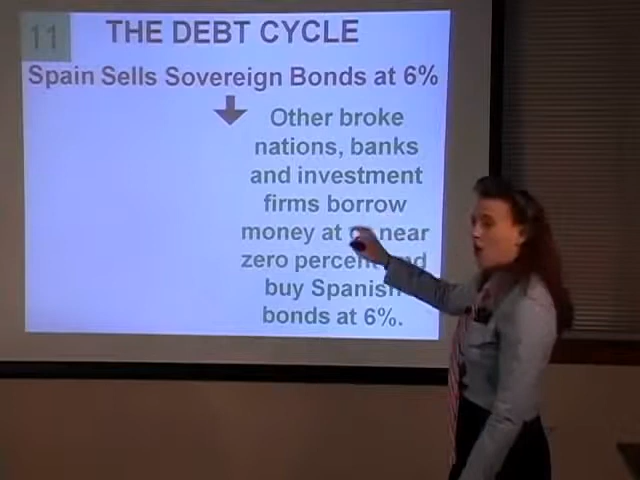 11
THE DEBT CYCLE
Spain Sells Sovereign Bonds at 6%
Other broke
nations, banks
and investment
firms borrow
money at near
zero percent
buy Spanish
bonds at 6%.